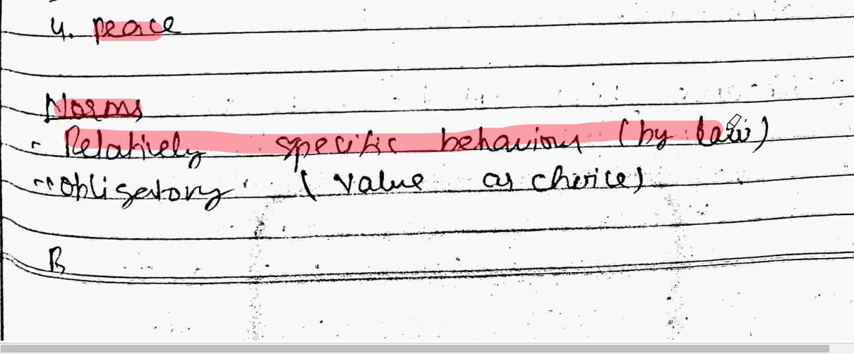 4. peace
Norms
- Relatively specific behaviour (by law)
- obligatory (value as choice)
B